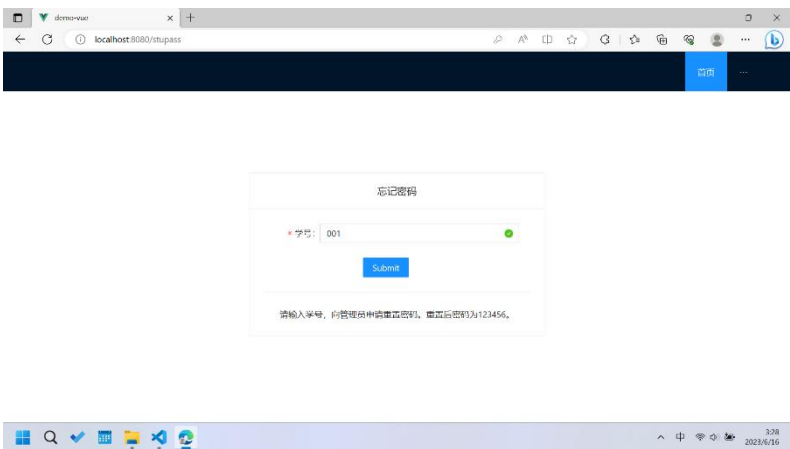 demo-vue
localhost:8080/stupass
首页 ...
忘记密码
* 学号: 001
Submit
请输入学号，向管理员申请重置密码。重置后密码为123456。
中
3:28
2023/6/16